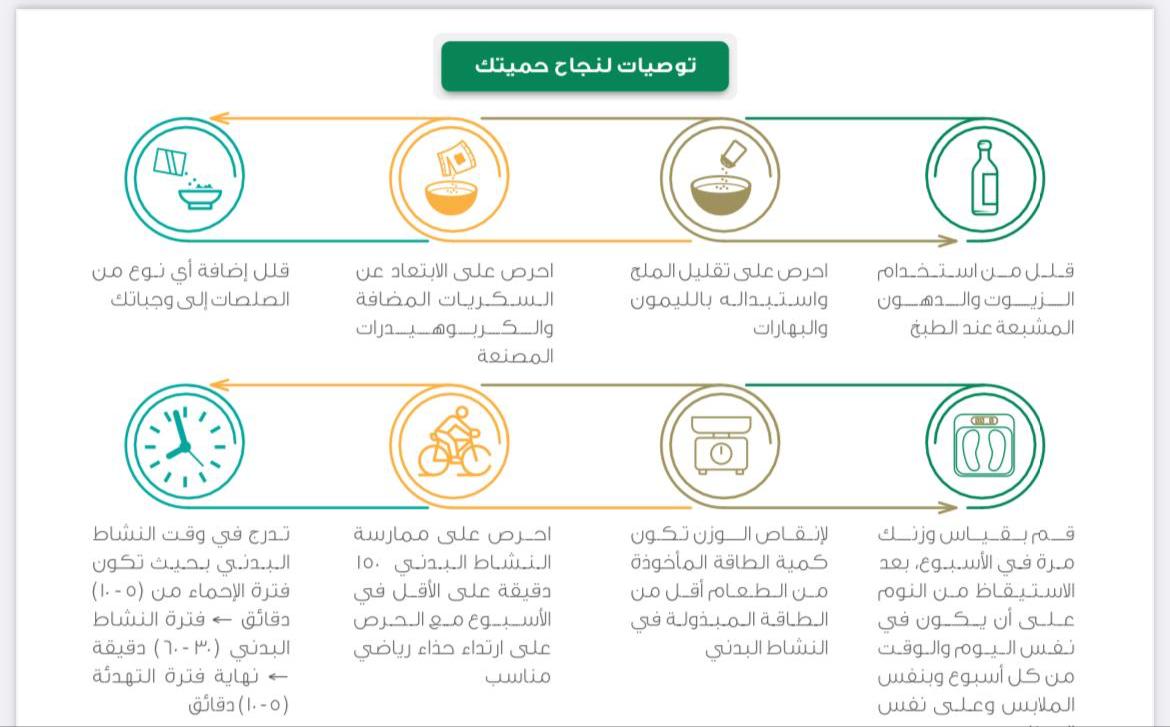 توصيات لنجاح حميتك
قلل من استخدام
الزيوت والدهون
المشبعة عند الطبخ
احرص على تقليل الملح
واستبداله بالليمون
والبهارات
احرص على الابتعاد عن
السكريات المضافة
والكربوهيدرات
المصنعة
قلل إضافة أي نوع من
الصلصات إلى وجباتك
قم بقياس وزنك
مرة في الأسبوع، بعد
الاستيقاظ من النوم
على أن يكون في
نفس اليوم والوقت
من كل أسبوع وبنفس
الملابس وعلى نفس
لإنقاص الوزن تكون
كمية الطاقة المأخوذة
من الطعام أقل من
الطاقة المبذولة في
النشاط البدني
احرص على ممارسة
النشاط البدني ١٥٠
دقيقة على الأقل في
الأسبوع مع الحرص
على ارتداء حذاء رياضي
مناسب
تدرج في وقت النشاط
البدني بحيث تكون
فترة الإحماء من (٥-١٠)
دقائق ← فترة النشاط
البدني (٣٠-٦٠) دقيقة
← نهاية فترة التهدئة
(٥-١٠) دقائق